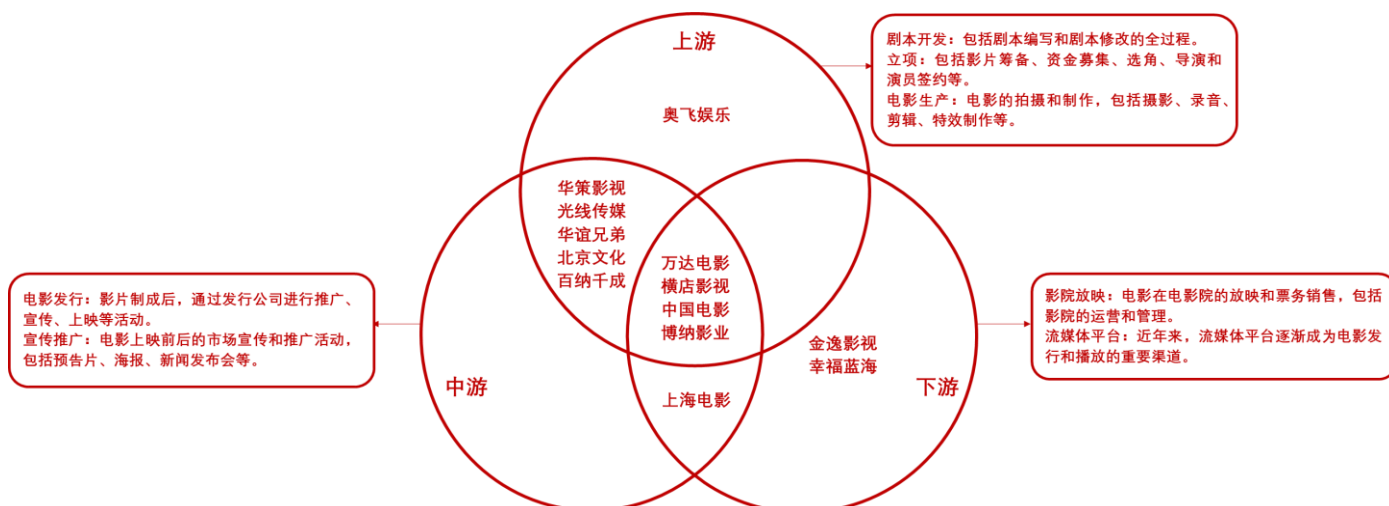 上游
剧本开发：包括剧本编写和剧本修改的全过程。
立项：包括影片筹备、资金募集、选角、导演和
演员签约等。
电影生产：电影的拍摄和制作，包括摄影、录音、
剪辑、特效制作等。
奥飞娱乐
华策影视
光线传媒
华谊兄弟
北京文化
百纳千成
万达电影
横店影视
中国电影
博纳影业
电影发行：影片制成后，通过发行公司进行推广、
宣传、上映等活动。
宣传推广：电影上映前后的市场宣传和推广活动，
包括预告片、海报、新闻发布会等。
影院放映：电影在电影院的放映和票务销售，包括
影院的运营和管理。
流媒体平台：近年来，流媒体平台逐渐成为电影发
行和播放的重要渠道。
金逸影视
幸福蓝海
中游
上海电影
下游